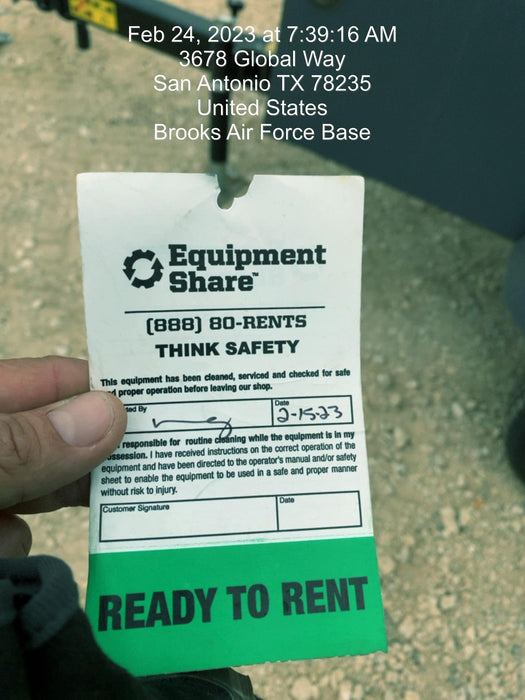 Feb 24, 2023 at 7:39:16 AM
3678 Global Way
San Antonio TX 78235
United States
Brooks Air Force Base
Equipment
Share™
(888) 80-RENTS
THINK SAFETY
This equipment has been cleaned, serviced and checked for safe
proper operation before leaving our shop.
By
Date
2-15-23
responsible for routine cleaning while the equipment is in my
I have received instructions on the correct operation of the
equipment and have been directed to the operator's manual and/or safety
sheet to enable the equipment to be used in a safe and proper manner
without risk to injury.
Customer Signature
Date
READY TO RENT